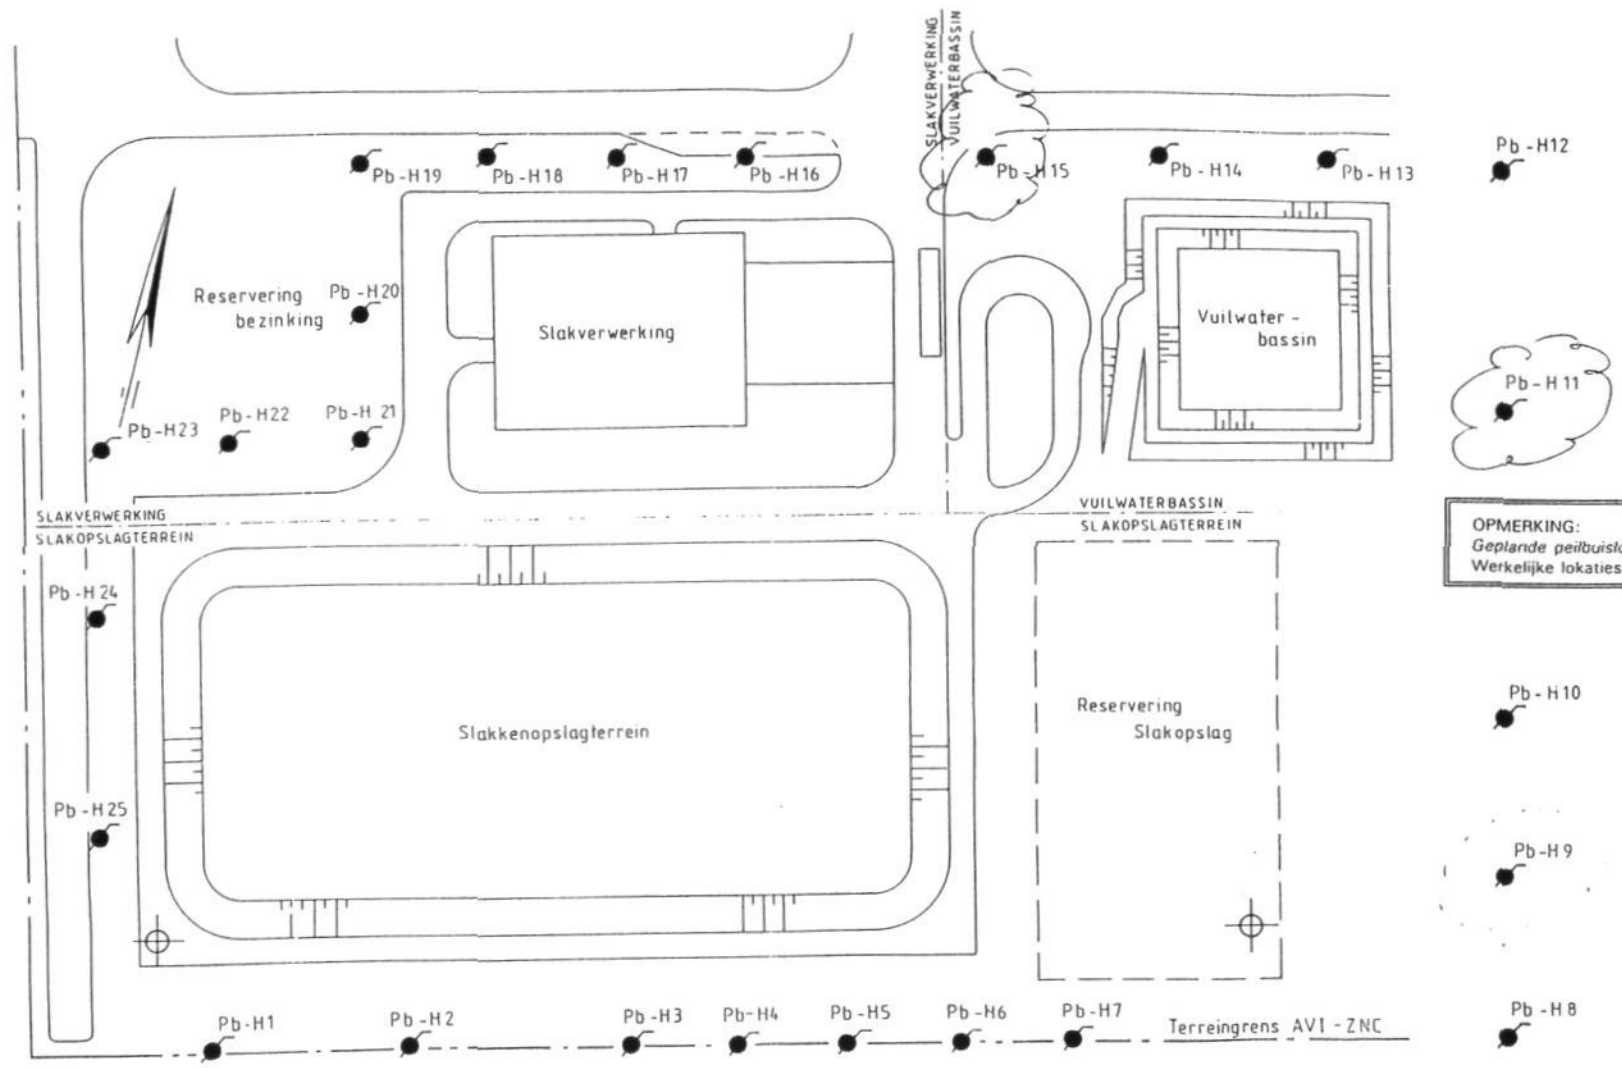 SLAKVERWERKING
VUILWATERBASSIN
Pb-H19
Pb-H18
Pb-H17
Pb-H16
Pb-H15
Pb-H14
Pb-H13
Pb-H12
Reservering
bezinking
Pb-H20
Slakverwerking
Vuilwater-
bassin
Pb-H11
Pb-H23
Pb-H22
Pb-H21
SLAKVERWERKING
SLAKOPSLAGTERREIN
VUILWATERBASSIN
SLAKOPSLAGTERREIN
OPMERKING:
Geplande
Werkelijke lokaties
Pb-H24
Slakkenopslagterrein
Reservering
Slakopslag
Pb-H10
Pb-H25
Pb-H9
Pb-H1
Pb-H2
Pb-H3
Pb-H4
Pb-H5
Pb-H6
Pb-H7
Terreingrens AVI-ZNC
Pb-H8